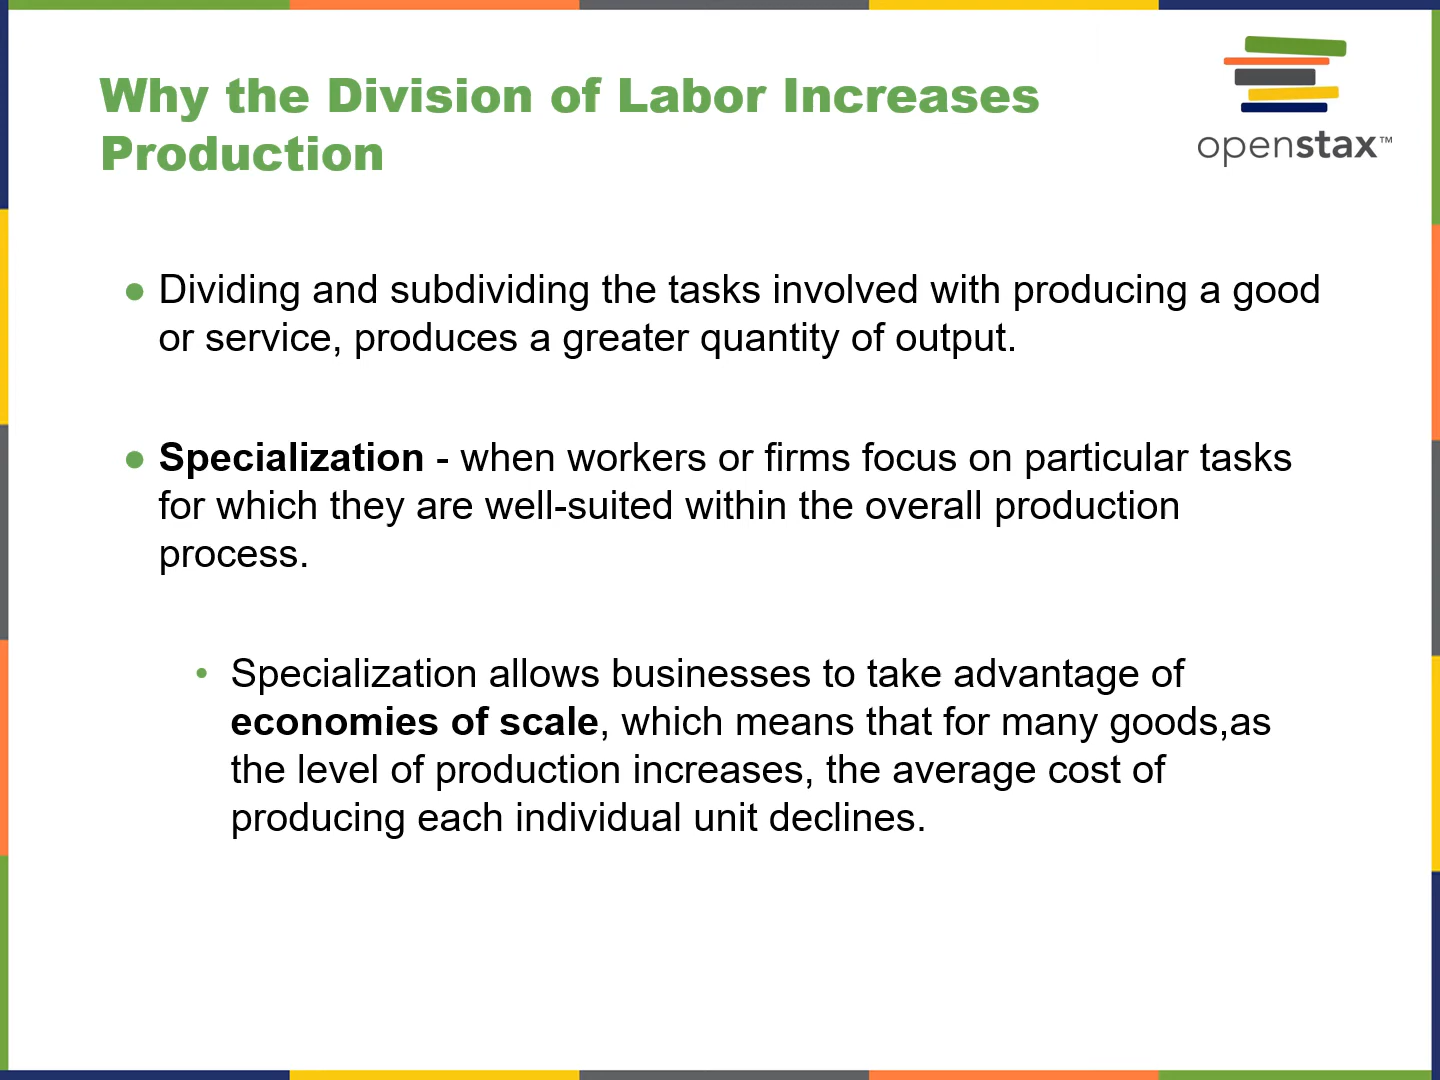 Why the Division of Labor Increases
Production
openstax™
● Dividing and subdividing the tasks involved with producing a good
or service, produces a greater quantity of output.
● Specialization - when workers or firms focus on particular tasks
for which they are well-suited within the overall production
process.
• Specialization allows businesses to take advantage of
economies of scale, which means that for many goods,as
the level of production increases, the average cost of
producing each individual unit declines.